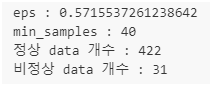 eps : 0.5715537261238642
min_samples : 40
정상 data 개수 : 422
비정상 data 개수 : 31